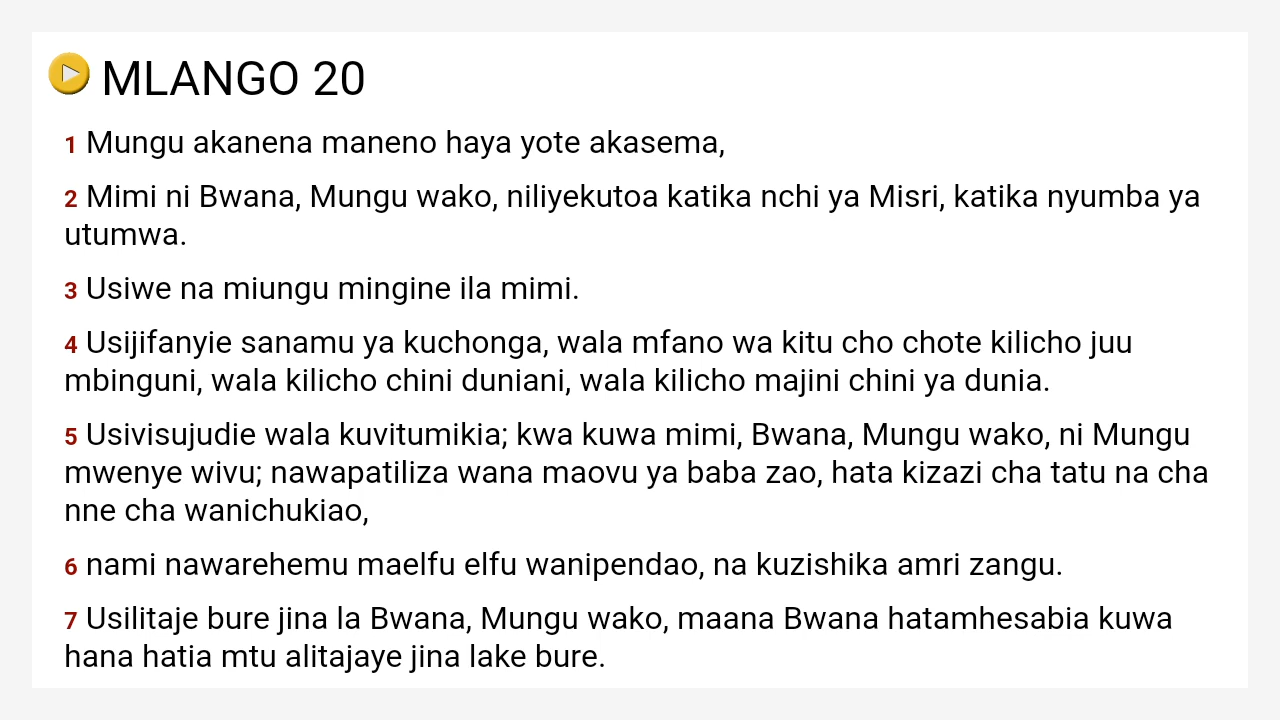 MLANGO 20
1 Mungu akanena maneno haya yote akasema,
2 Mimi ni Bwana, Mungu wako, niliyekutoa katika nchi ya Misri, katika nyumba ya
utumwa.
3 Usiwe na miungu mingine ila mimi.
4 Usijifanyie sanamu ya kuchonga, wala mfano wa kitu cho chote kilicho juu
mbinguni, wala kilicho chini duniani, wala kilicho majini chini ya dunia.
5 Usivisujudie wala kuvitumikia; kwa kuwa mimi, Bwana, Mungu wako, ni Mungu
mwenye wivu; nawapatiliza wana maovu ya baba zao, hata kizazi cha tatu na cha
nne cha wanichukiao,
6 nami nawarehemu maelfu elfu wanipendao, na kuzishika amri zangu.
7 Usilitaje bure jina la Bwana, Mungu wako, maana Bwana hatamhesabia kuwa
hana hatia mtu alitajaye jina lake bure.